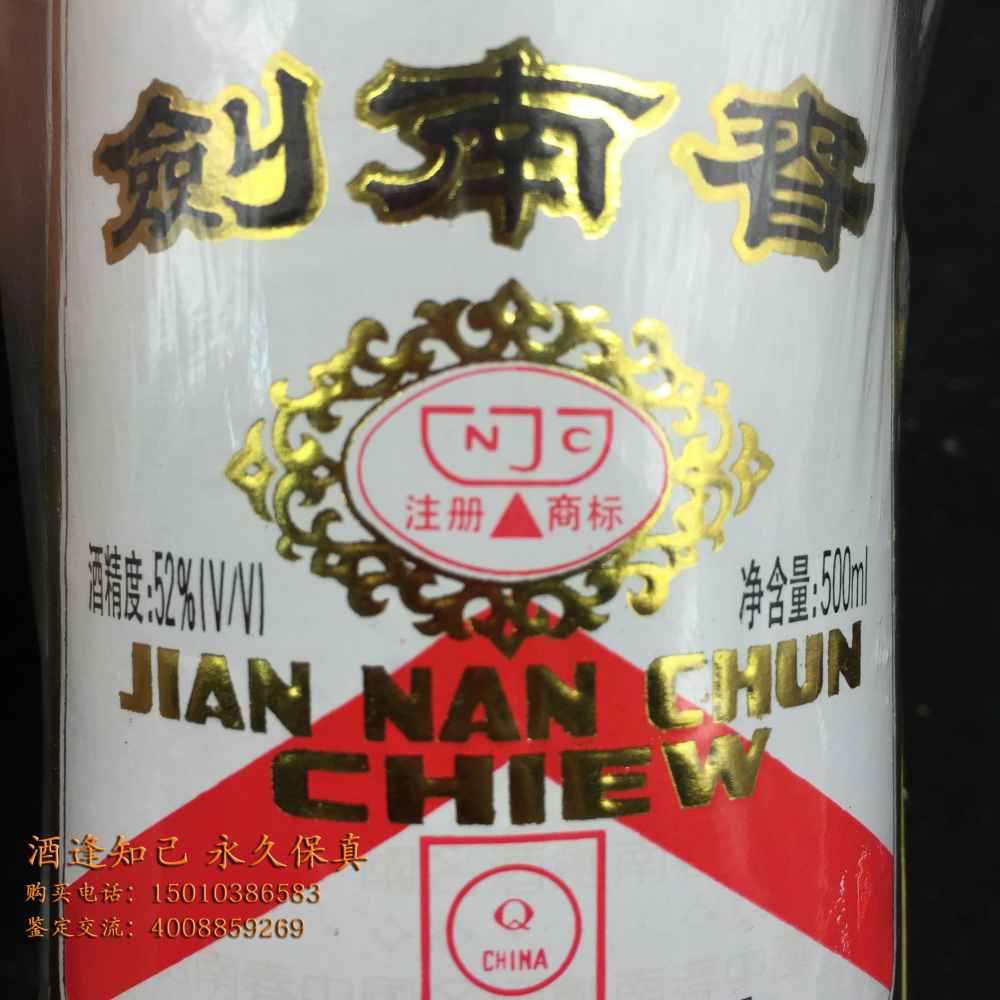 劍南春
NJC
注册 商标
酒精度:52%(V/V)
净含量:500ml
JIAN NAN CHUN
CHIEW
Q
CHINA
酒逢知己 永久保真
购买电话: 15010386583
鉴定交流: 4008859269